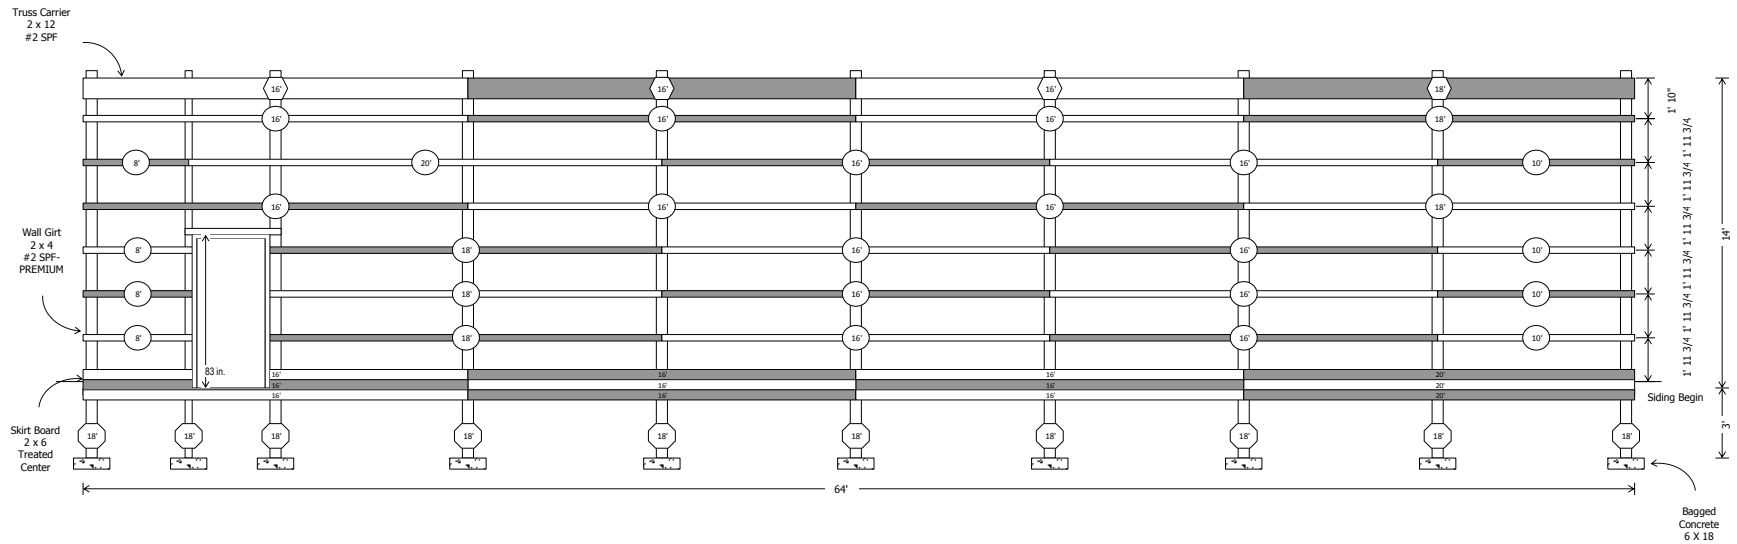 Truss Carrier
2 x 12
#2 SPF
16' 16' 16' 18'
1' 10"
16' 16' 16' 18'
1' 11 3/4
8' 20' 16' 16' 10'
1' 11 3/4
16' 16' 16' 18'
1' 11 3/4
14'
Wall Girt
2 x 4
#2 SPF-
PREMIUM
8' 18' 16' 16' 10'
1' 11 3/4
8' 18' 16' 16' 10'
1' 11 3/4
8' 18' 16' 16' 10'
1' 11 3/4
83 in.
16' 16' 16' 20'
16' 16' 16' 20'
16' 16' 16' 20'
Siding Begin
Skirt Board
2 x 6
Treated
Center
18' 18' 18' 18' 18' 18' 18' 18' 18' 18'
3'
64'
Bagged
Concrete
6 X 18